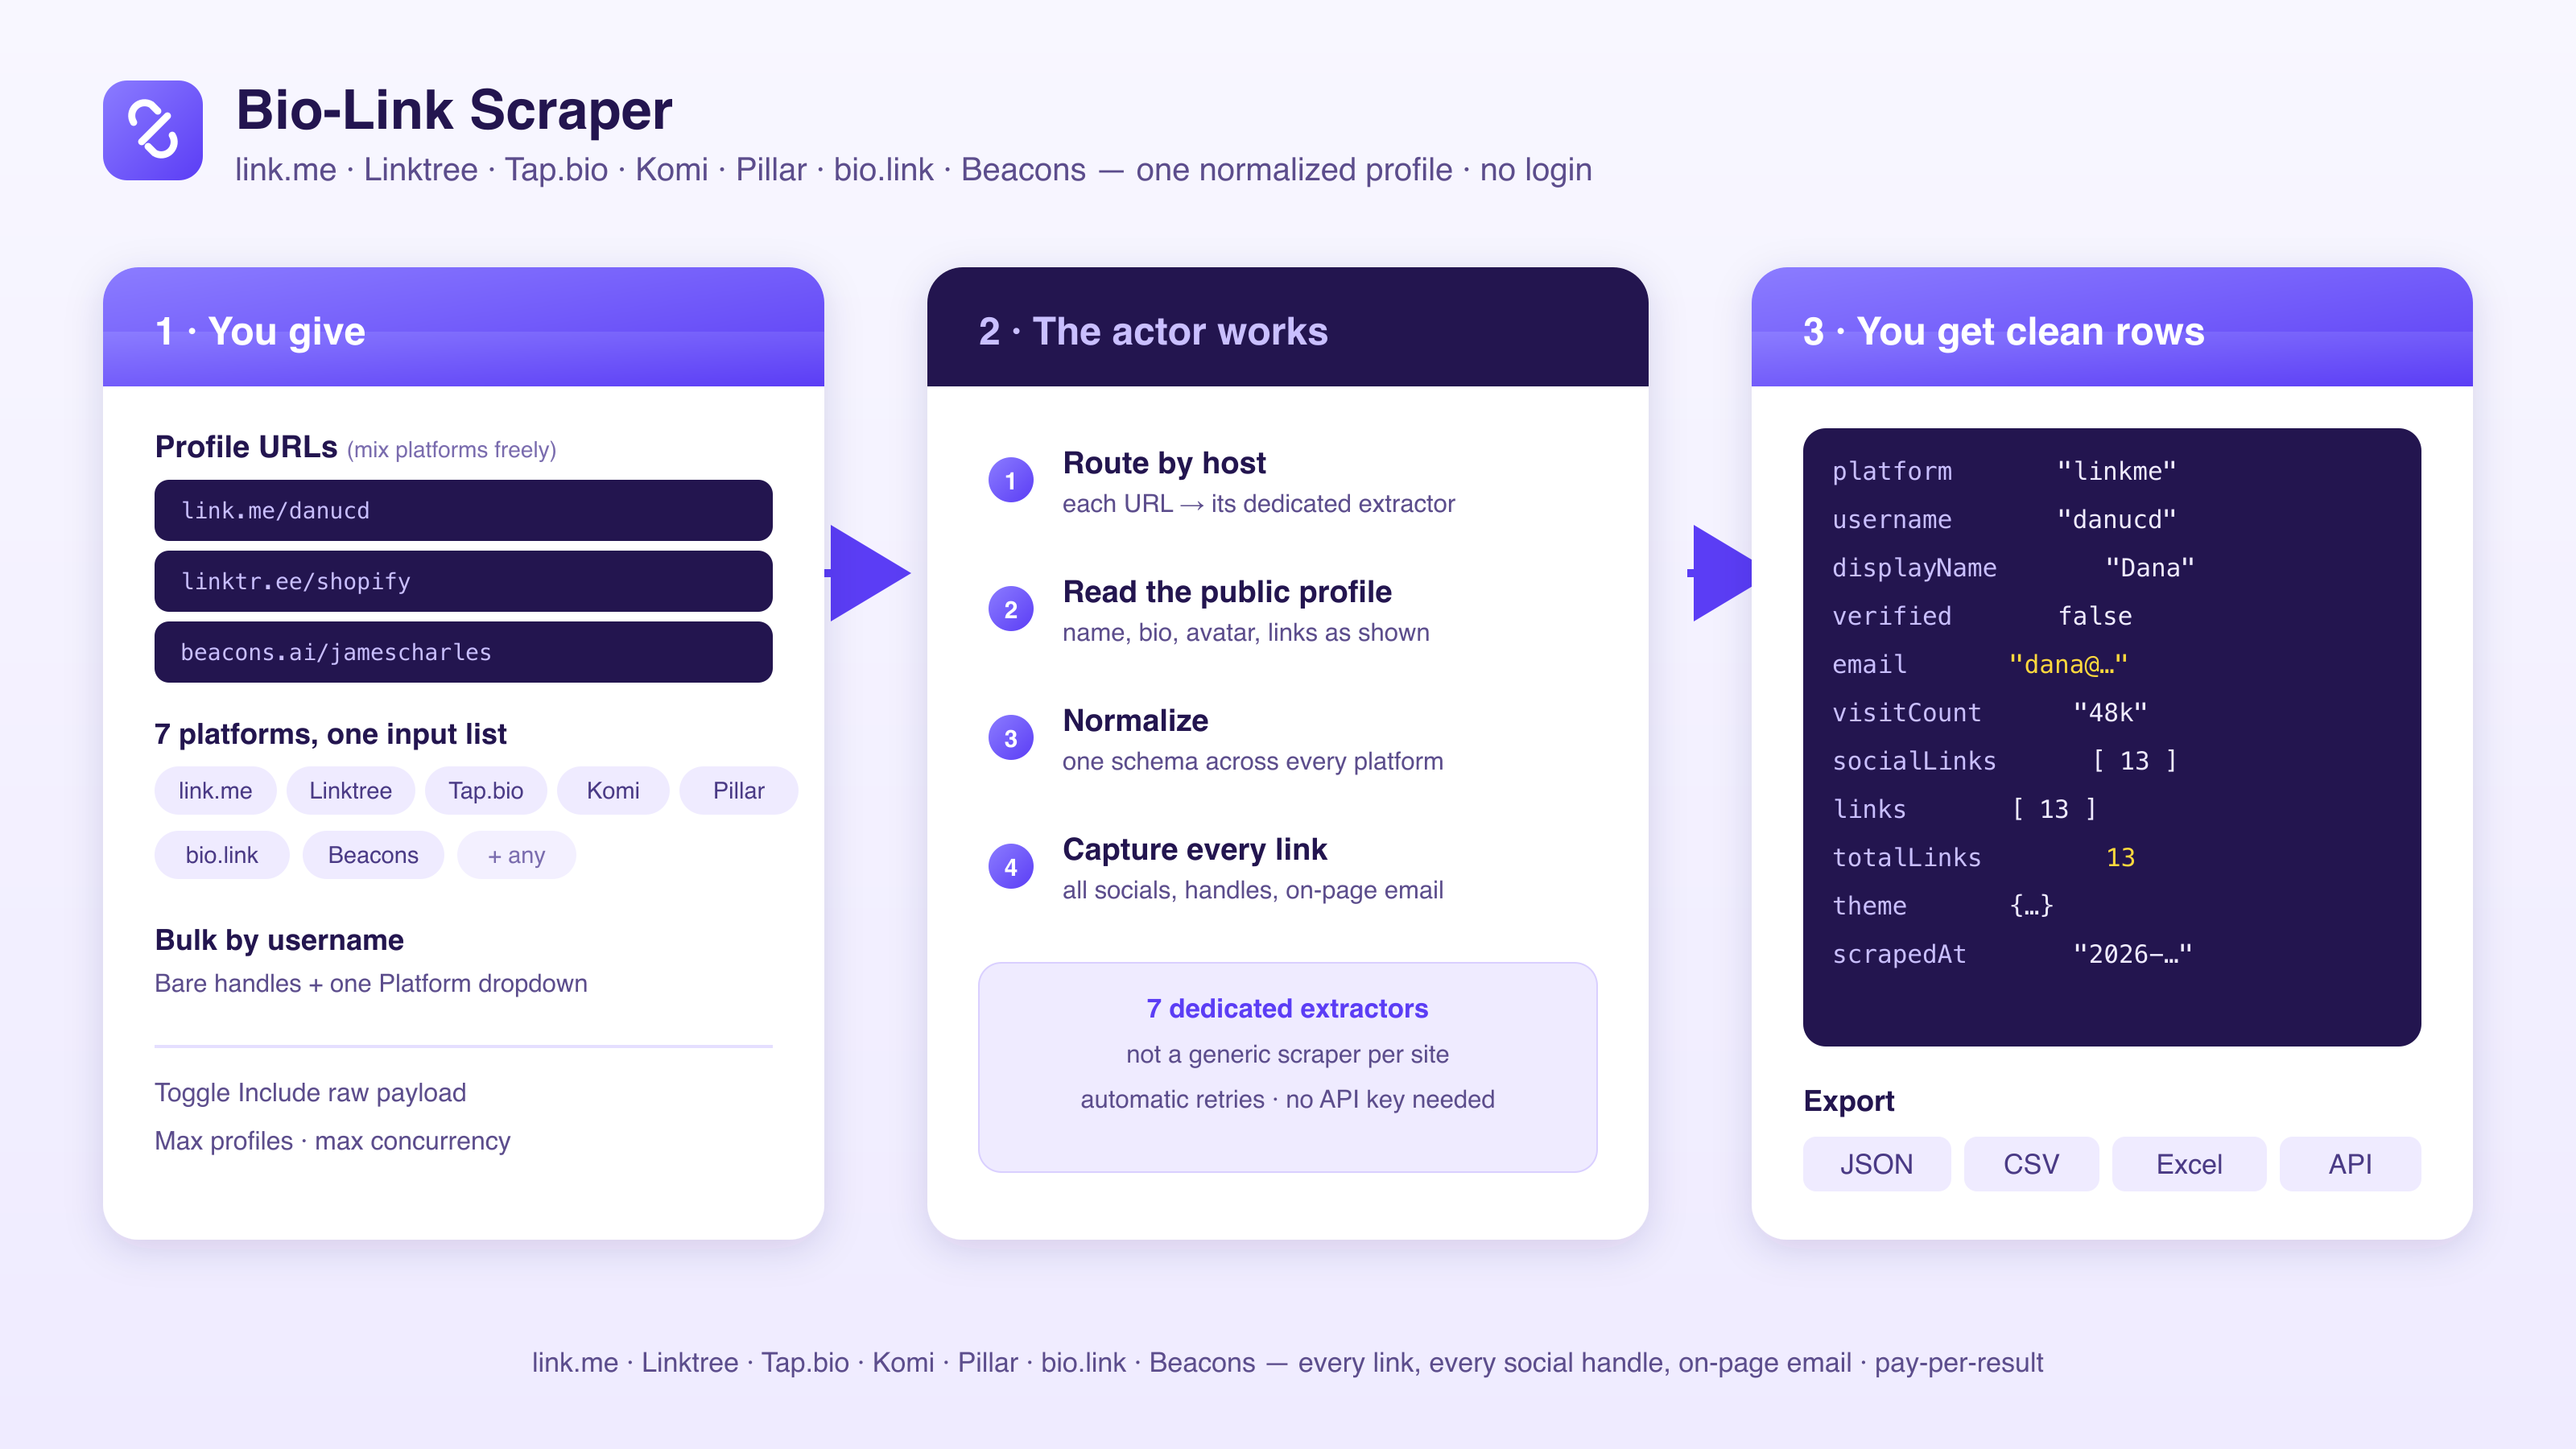 Bio-Link Scraper
link.me · Linktree · Tap.bio · Komi · Pillar · bio.link · Beacons — one normalized profile · no login
1 · You give
Profile URLs (mix platforms freely)
link.me/danucd
linktr.ee/shopify
beacons.ai/jamescharles
7 platforms, one input list
link.me Linktree Tap.bio Komi Pillar
bio.link Beacons + any
Bulk by username
Bare handles + one Platform dropdown
Toggle Include raw payload
Max profiles · max concurrency
2 · The actor works
1 Route by host
each URL → its dedicated extractor
2 Read the public profile
name, bio, avatar, links as shown
3 Normalize
one schema across every platform
4 Capture every link
all socials, handles, on-page email
7 dedicated extractors
not a generic scraper per site
automatic retries · no API key needed
3 · You get clean rows
platform "linkme"
username "danucd"
displayName "Dana"
verified false
email "dana@…"
visitCount "48k"
socialLinks [ 13 ]
links [ 13 ]
totalLinks 13
theme {…}
scrapedAt "2026-…"
Export
JSON CSV Excel API
link.me · Linktree · Tap.bio · Komi · Pillar · bio.link · Beacons — every link, every social handle, on-page email · pay-per-result